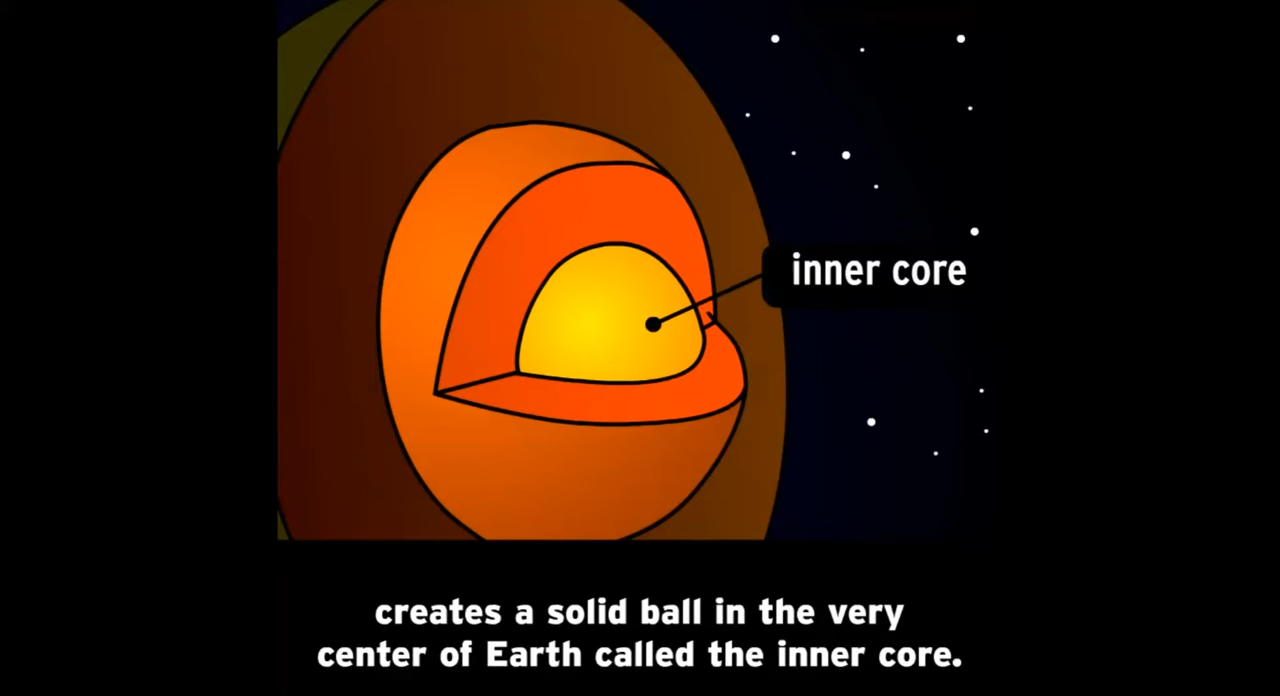 inner core
creates a solid ball in the very
center of Earth called the inner core.